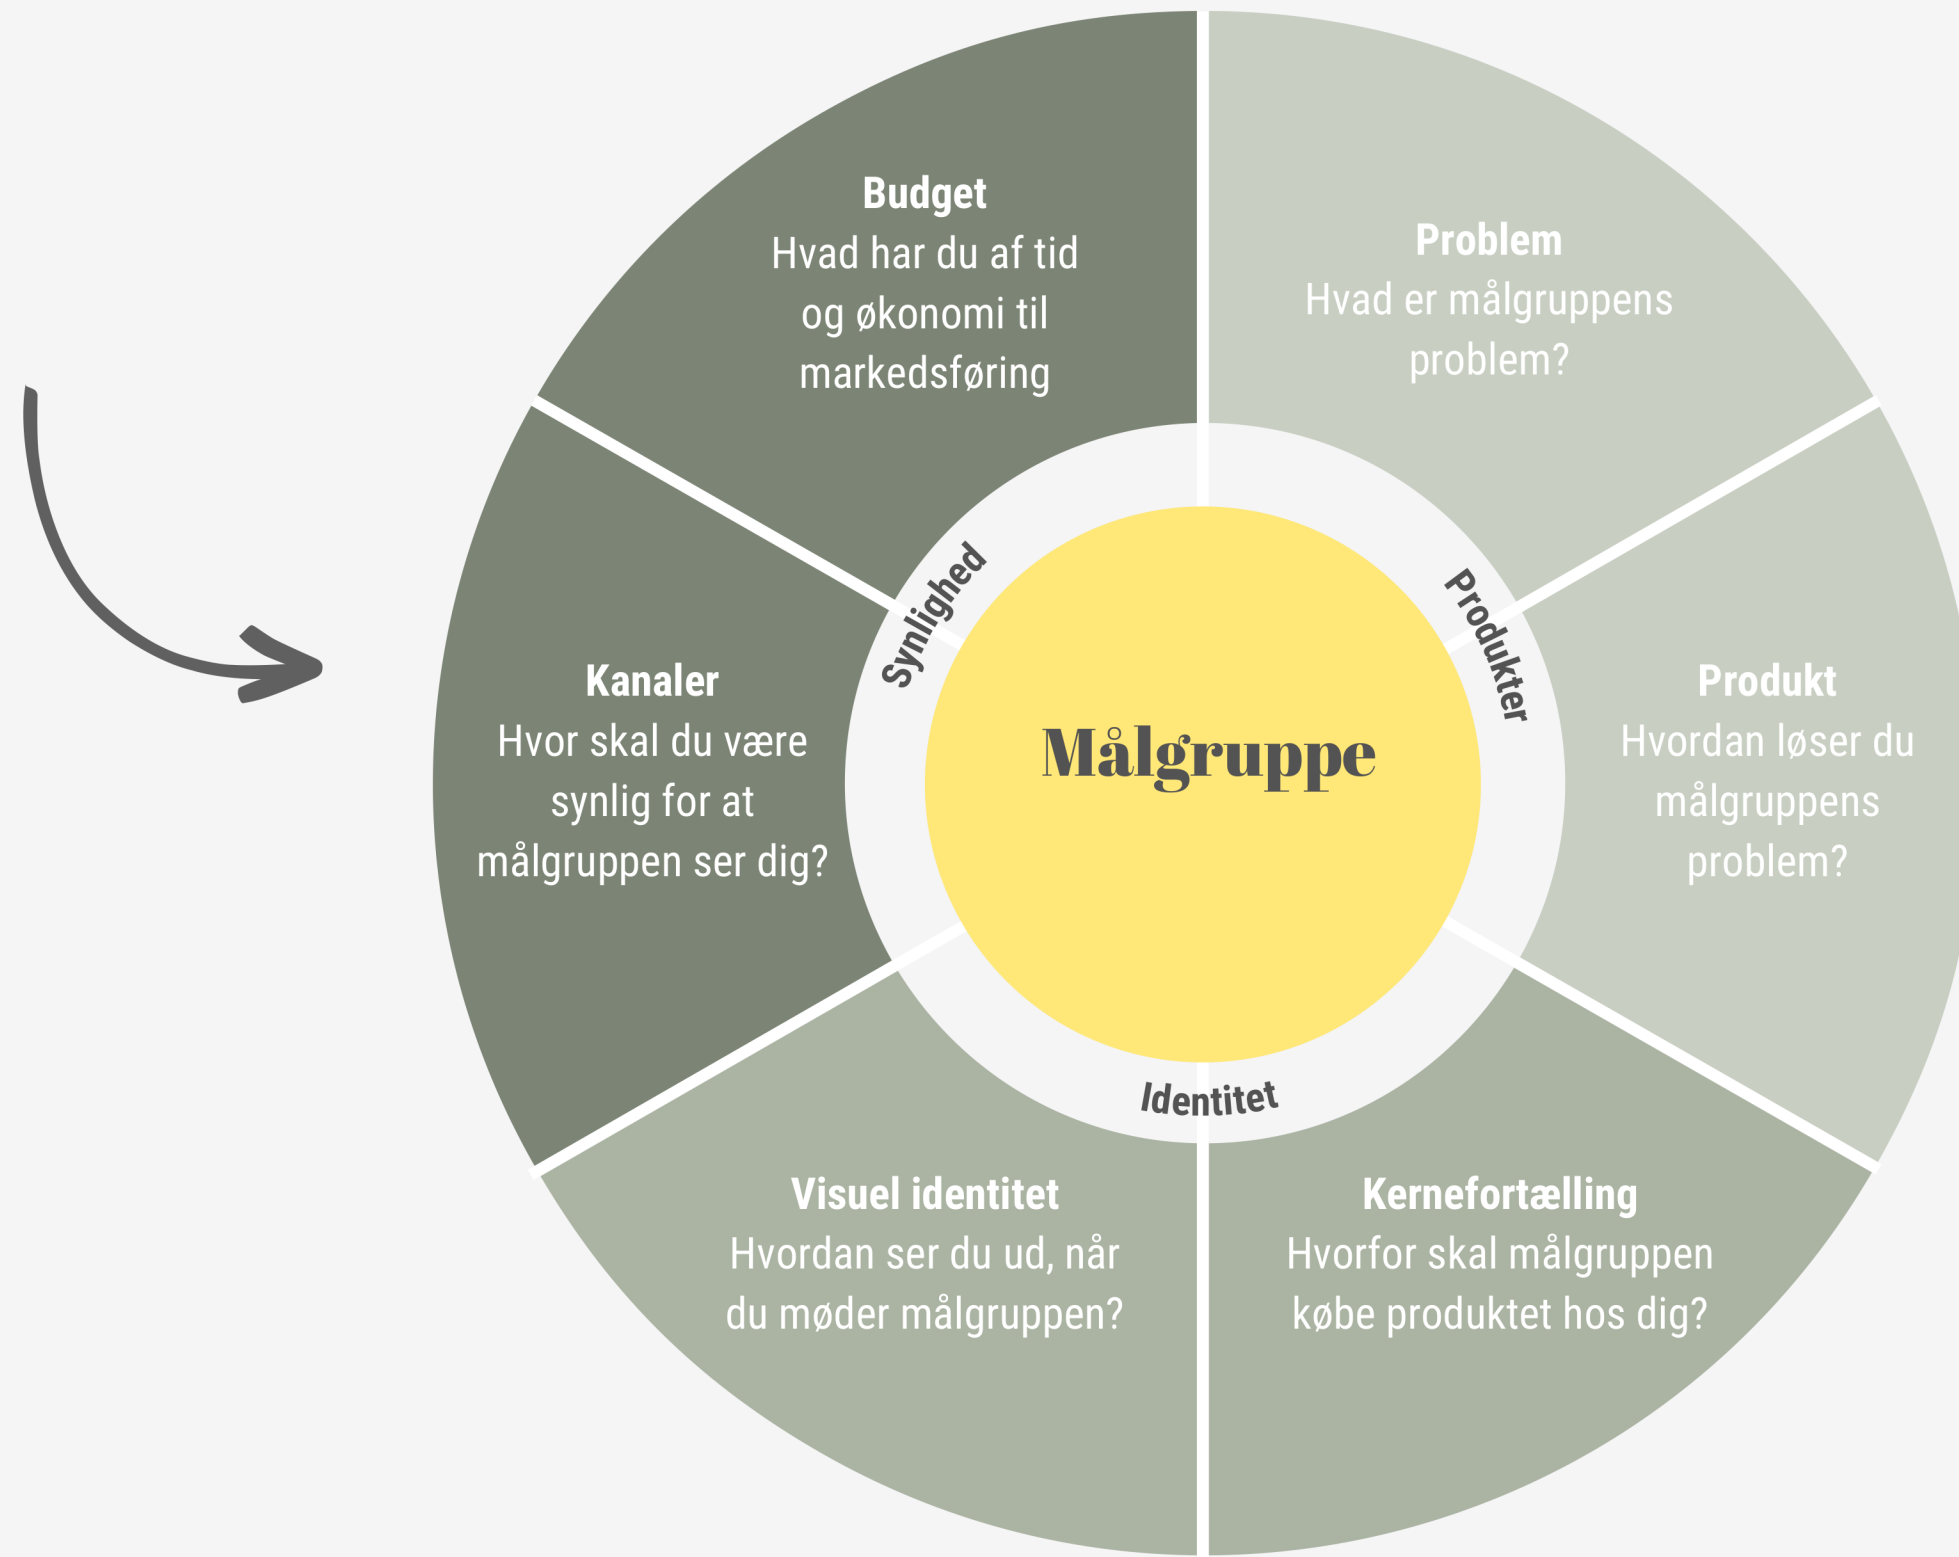 Budget
Hvad har du af tid
og økonomi til
markedsføring
Problem
Hvad er målgruppens
problem?
Synlighed
Produkter
Målgruppe
Kanaler
Hvor skal du være
synlig for at
målgruppen ser dig?
Produkt
Hvordan løser du
målgruppens
problem?
Identitet
Visuel identitet
Hvordan ser du ud, når
du møder målgruppen?
Kernefortælling
Hvorfor skal målgruppen
købe produktet hos dig?